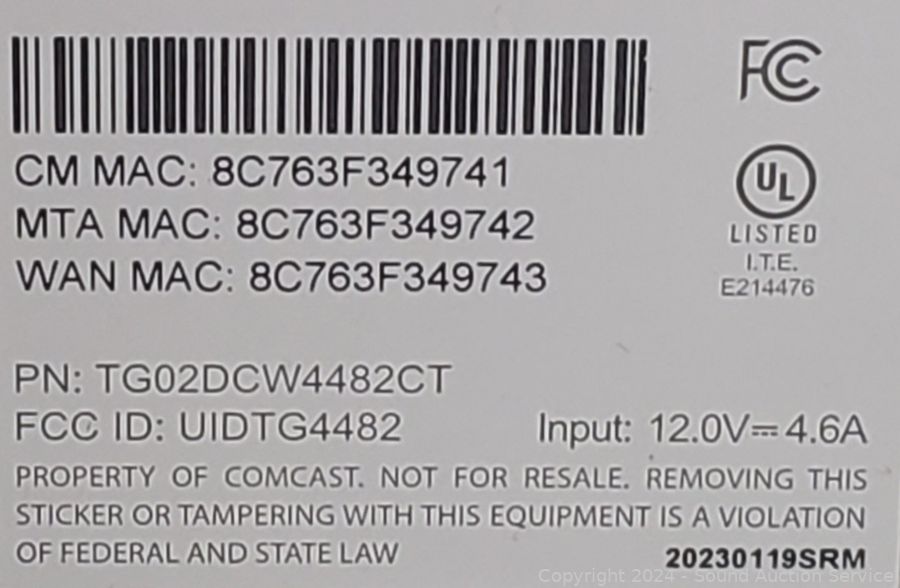 FC
CM MAC: 8C763F349741
UL
MTA MAC: 8C763F349742
LISTED
WAN MAC: 8C763F349743
I.T.E.
E214476
PN: TG02DCW4482CT
FCC ID: UIDTG4482
Input: 12.0V⎓4.6A
PROPERTY OF COMCAST. NOT FOR RESALE. REMOVING THIS
STICKER OR TAMPERING WITH THIS EQUIPMENT IS A VIOLATION
OF FEDERAL AND STATE LAW
20230119SRM
Copyright 2024 - Sound Auction Service